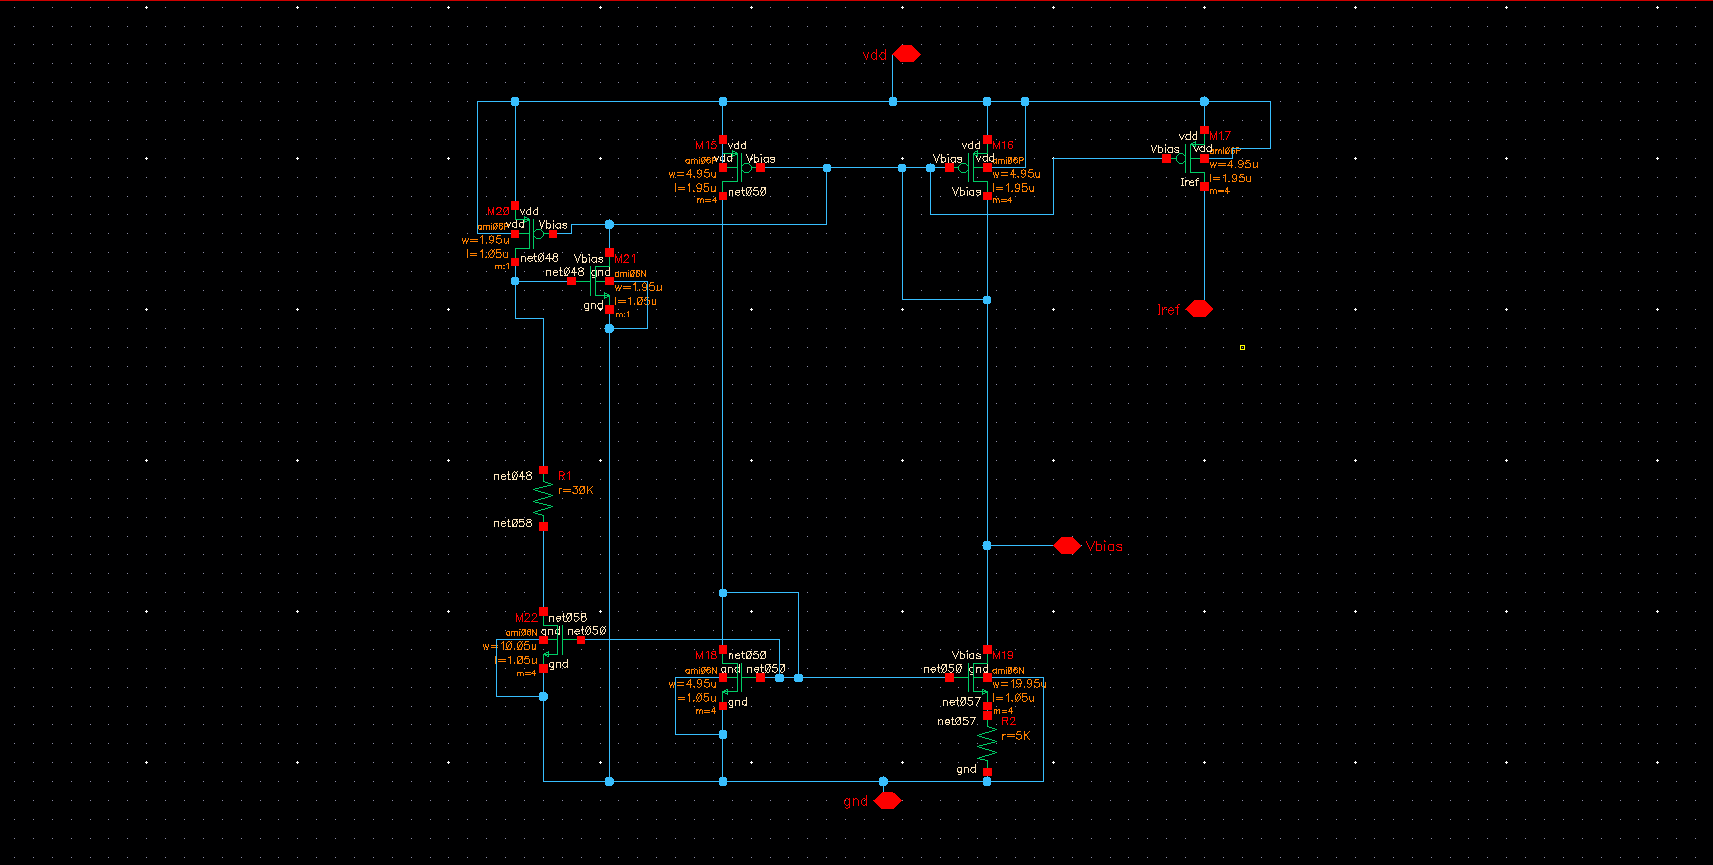 vdd
M15
vdd
ami06P
vdd
Vbias
w=4.95u
l=1.95u
net050
m=4
M16
vdd
Vbias
vdd
ami06P
w=4.95u
Vbias
l=1.95u
m=4
M17
vdd
Vbias
vdd
ami06P
w=4.95u
Iref
l=1.95u
m=4
M20
vdd
ami06P
vdd
Vbias
w=1.95u
l=1.05u
net048
m:1
M21
Vbias
net048
gnd
ami06N
w=1.95u
gnd
l=1.05u
m:1
Iref
net048
R1
r=30K
net058
Vbias
M22
net058
ami06N
gnd
net050
w=10.05u
l=1.05u
gnd
m=4
M18
net050
ami06N
gnd
net050
w=4.95u
l=1.05u
gnd
m=4
Vbias
M19
net050
gnd
ami06N
w=19.95u
l=1.05u
net057
m=4
net057
R2
r=5K
gnd
gnd